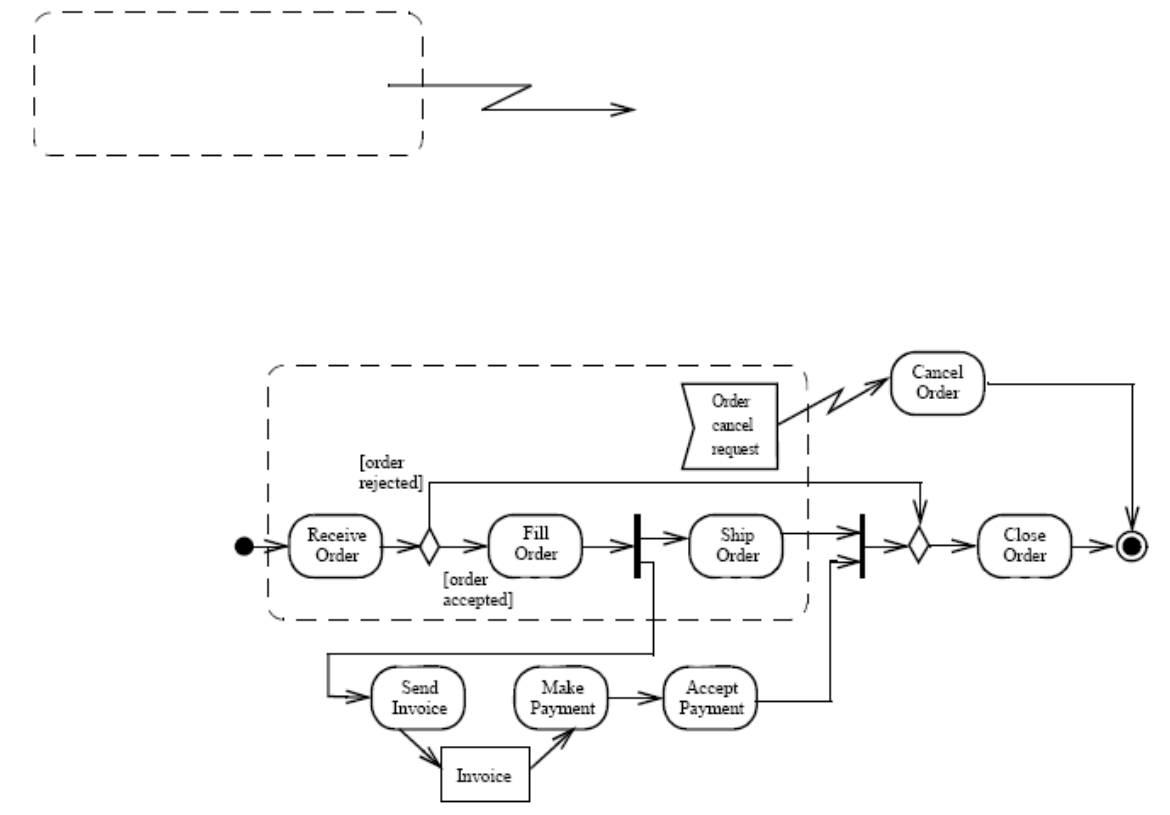 Cancel
Order
Order
cancel
request
[order
rejected]
Receive
Order
Fill
Order
Ship
Order
Close
Order
[order
accepted]
Send
Invoice
Make
Payment
Accept
Payment
Invoice